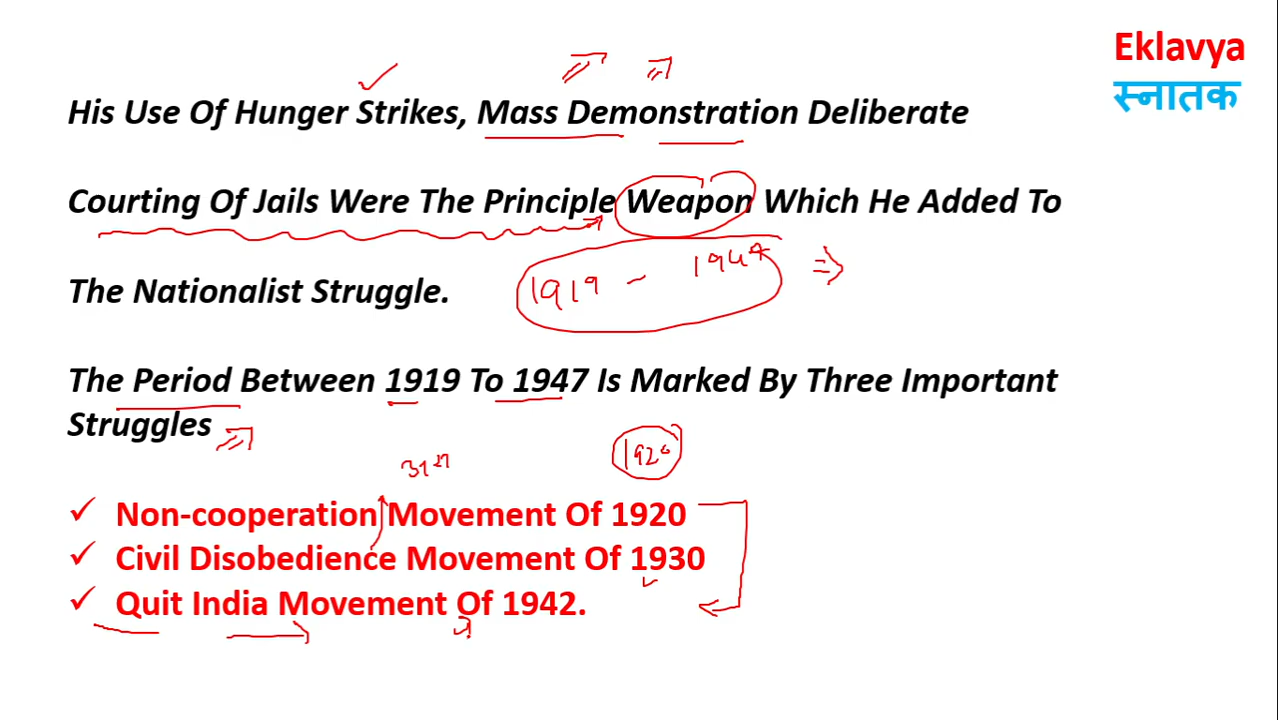 Eklavya
स्नातक
His Use Of Hunger Strikes, Mass Demonstration Deliberate
Courting Of Jails Were The Principle Weapon Which He Added To
1919 - 1947
The Nationalist Struggle.
The Period Between 1919 To 1947 Is Marked By Three Important
Struggles
1920
Non-cooperation Movement Of 1920
Civil Disobedience Movement Of 1930
Quit India Movement Of 1942.